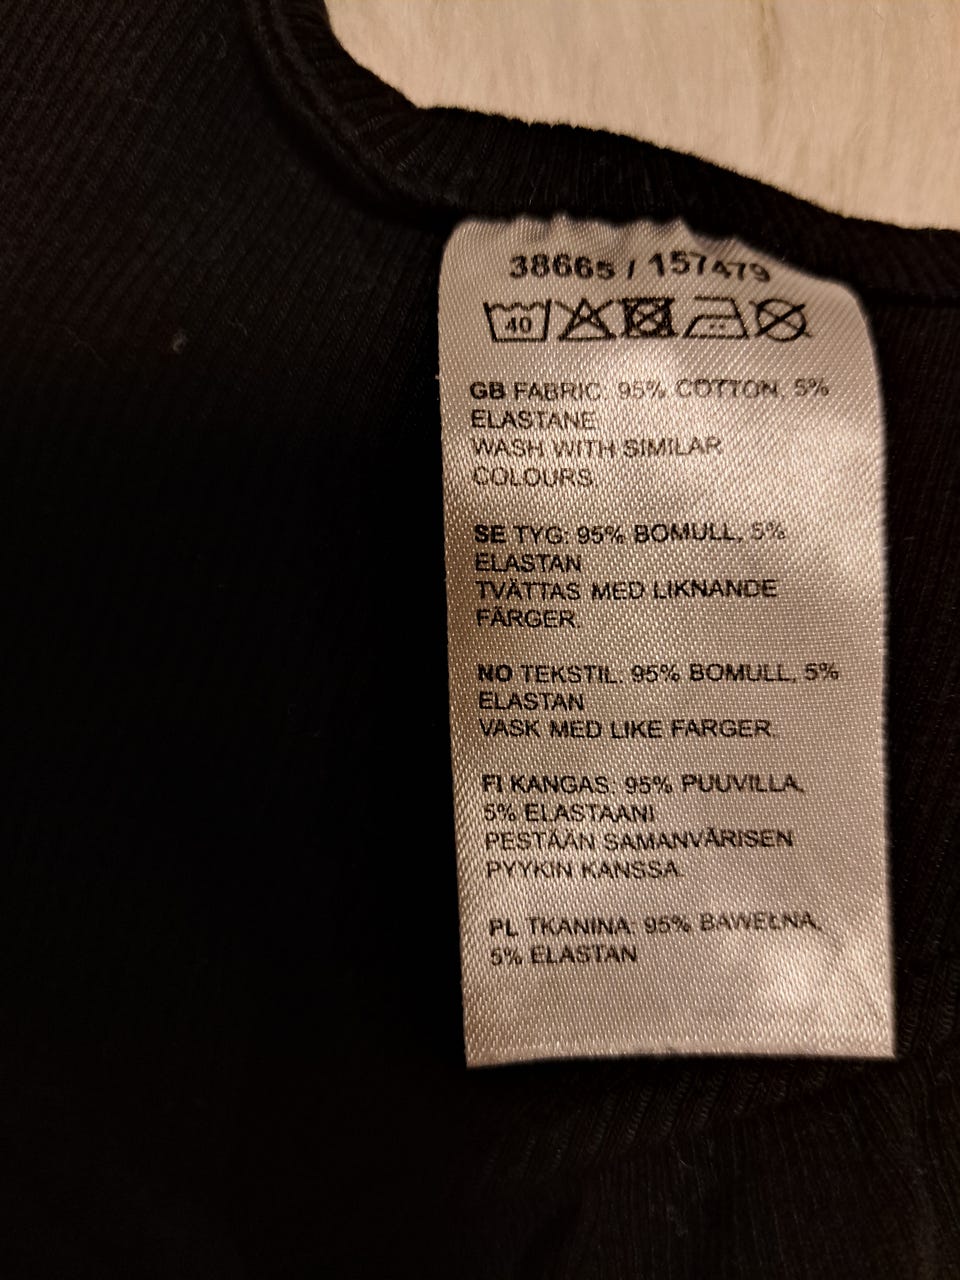 38665 / 157479
40
GB FABRIC: 95% COTTON, 5%
ELASTANE
WASH WITH SIMILAR
COLOURS
SE TYG: 95% BOMULL, 5%
ELASTAN
TVÄTTAS MED LIKNANDE
FÄRGER.
NO TEKSTIL: 95% BOMULL, 5%
ELASTAN
VASK MED LIKE FARGER.
FI KANGAS: 95% PUUVILLA,
5% ELASTAANI
PESTÄÄN SAMANVÄRISEN
PYYKIN KANSSA.
PL TKANINA: 95% BAWEŁNA,
5% ELASTAN